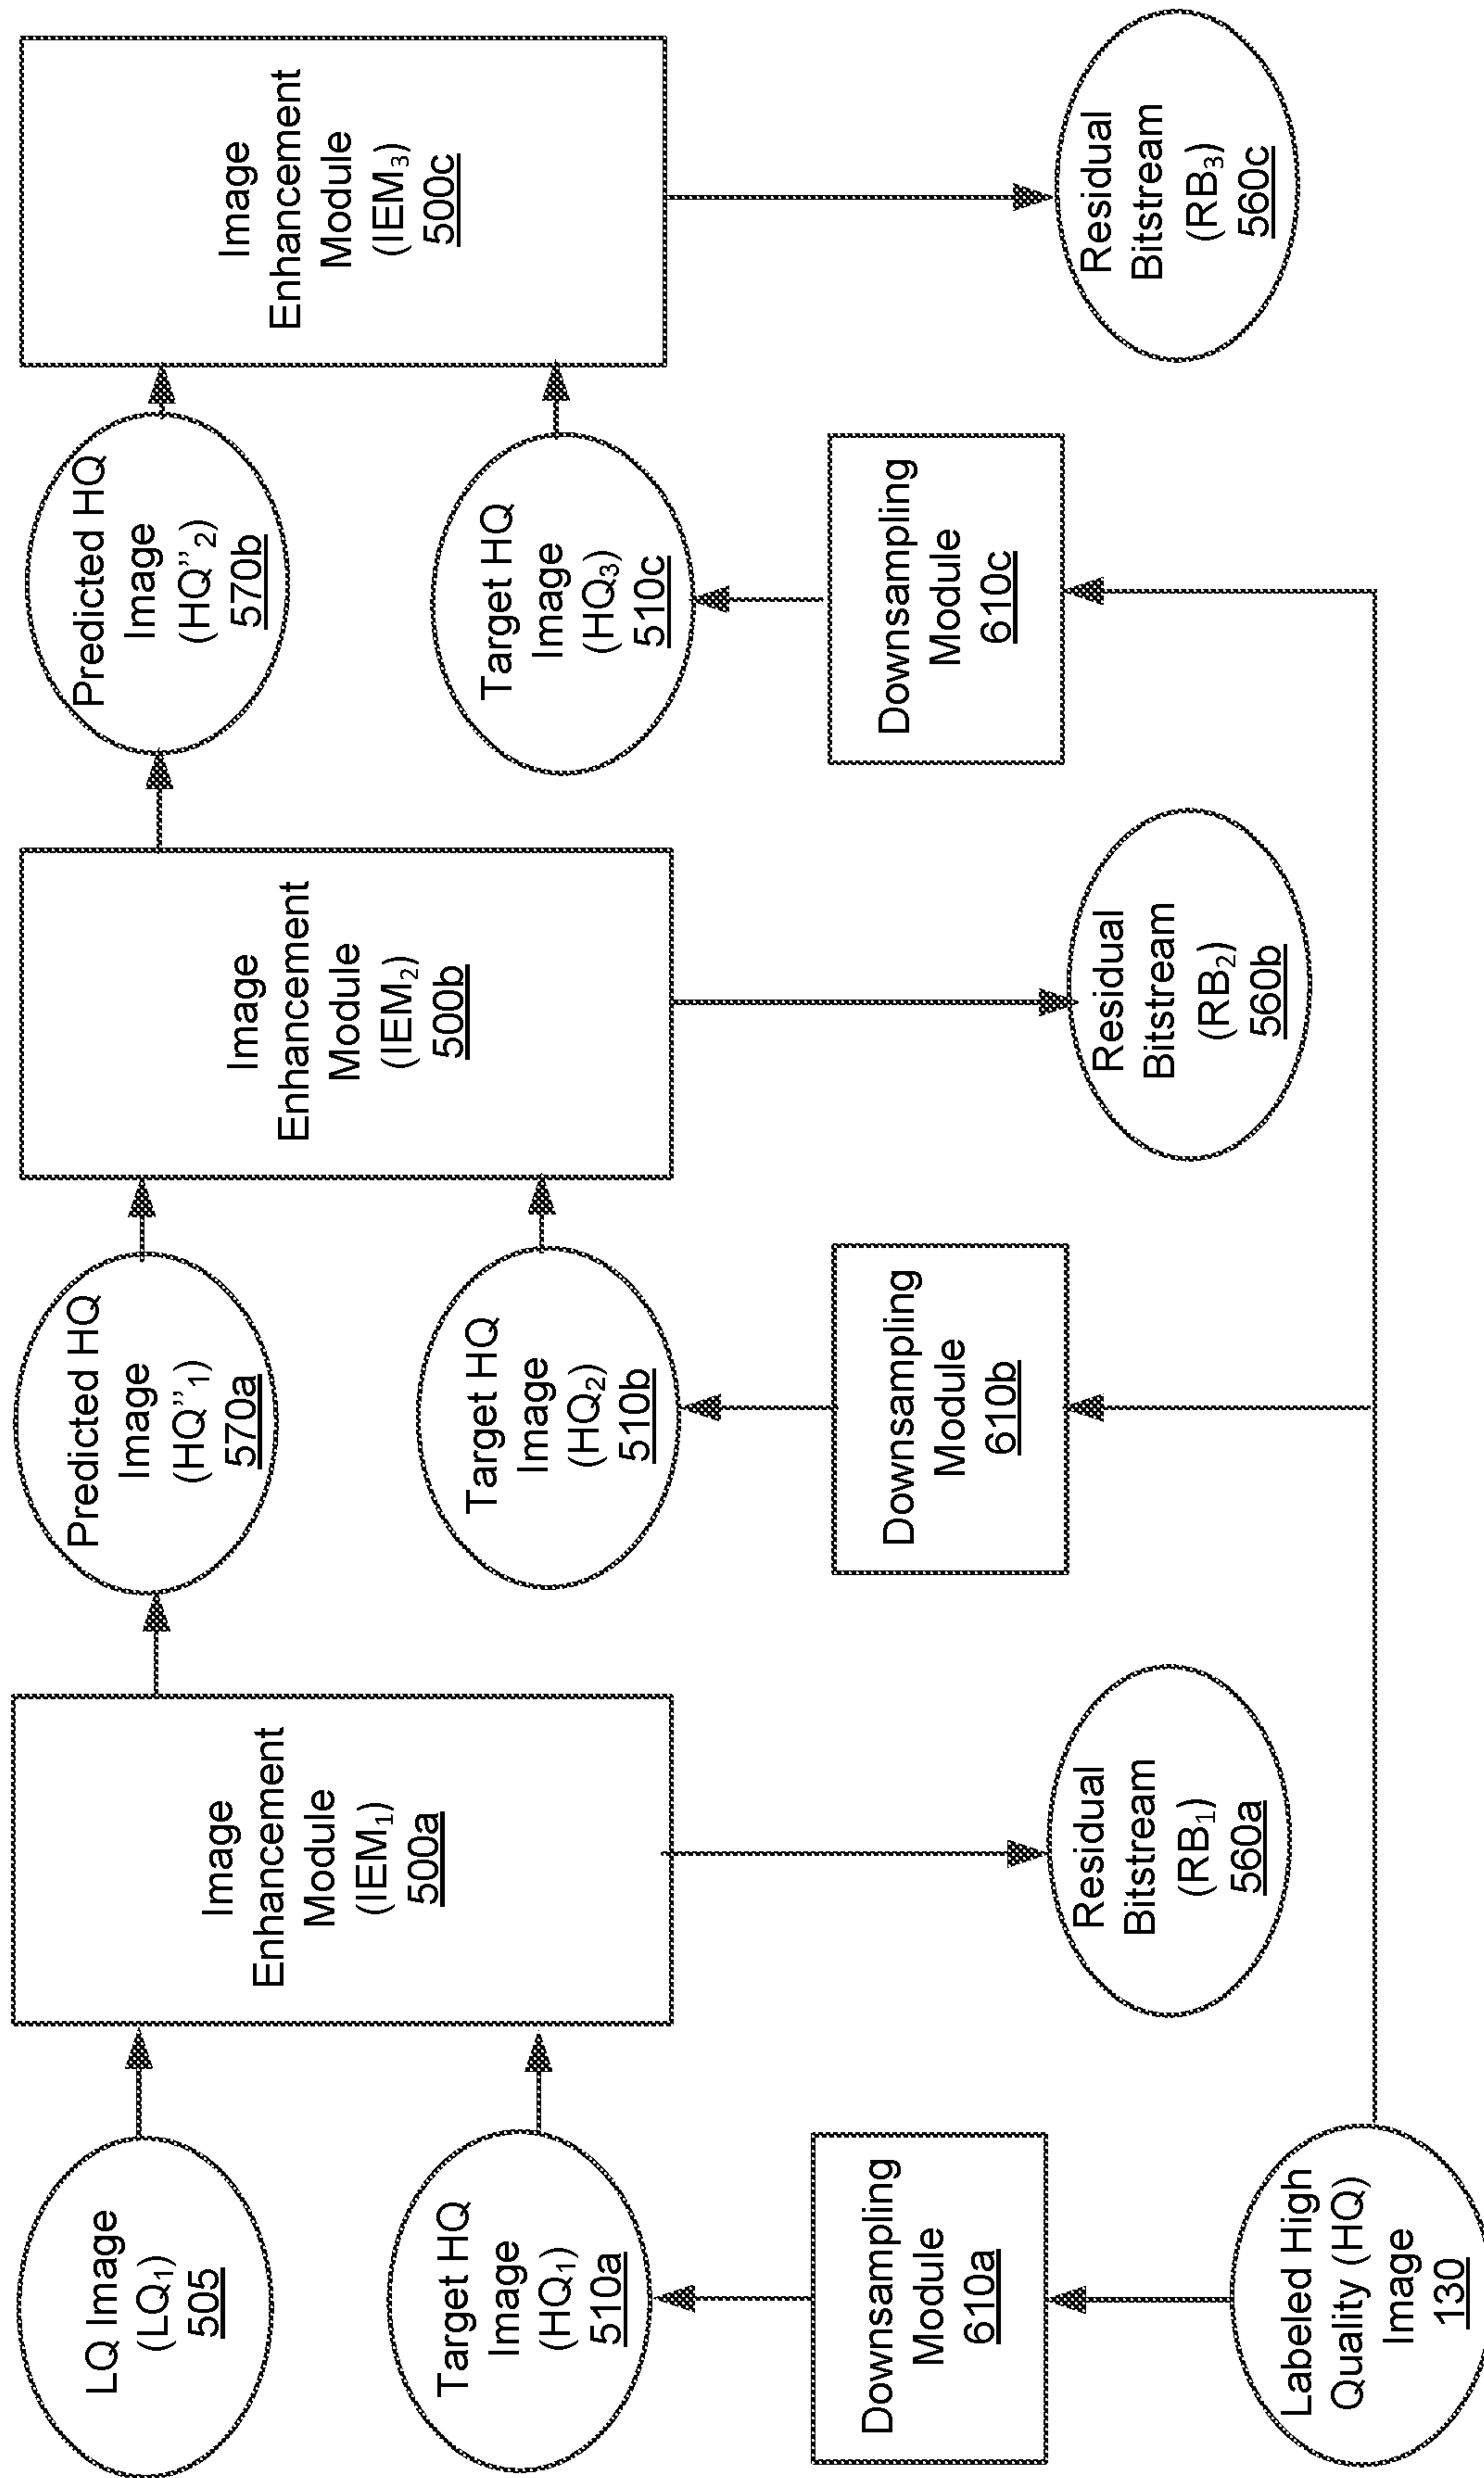 LQ Image
(LQ₁)
505
Target HQ
Image
(HQ₁)
510a
Downsampling
Module
610a
Labeled High
Quality (HQ)
Image
130
Image
Enhancement
Module
(IEM₁)
500a
Residual
Bitstream
(RB₁)
560a
Predicted HQ
Image
(HQ"₁)
570a
Target HQ
Image
(HQ₂)
510b
Downsampling
Module
610b
Image
Enhancement
Module
(IEM₂)
500b
Residual
Bitstream
(RB₂)
560b
Predicted HQ
Image
(HQ"₂)
570b
Target HQ
Image
(HQ₃)
510c
Downsampling
Module
610c
Image
Enhancement
Module
(IEM₃)
500c
Residual
Bitstream
(RB₃)
560c